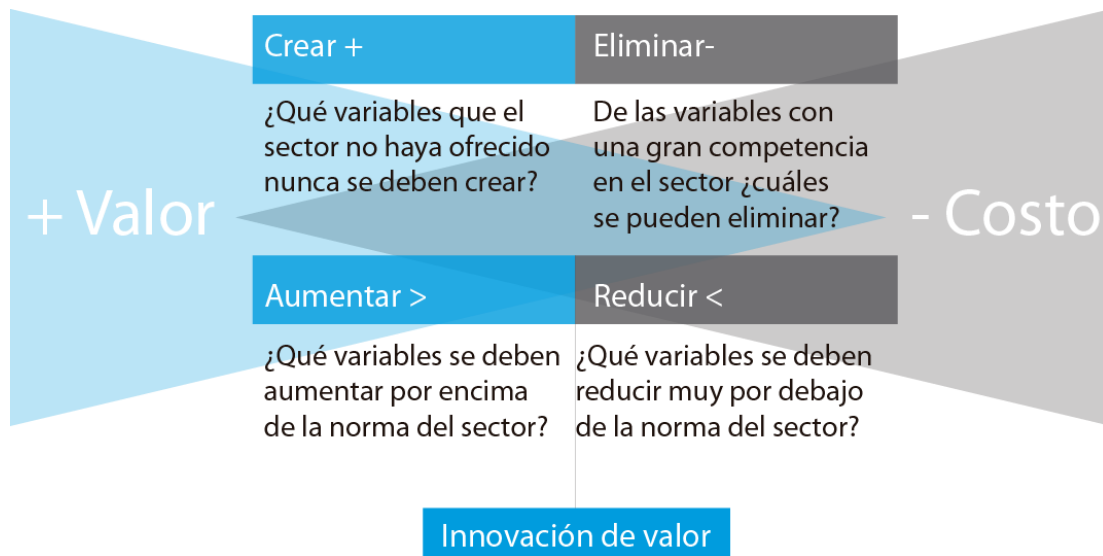 Crear +
Eliminar-
¿Qué variables que el
sector no haya ofrecido
nunca se deben crear?
De las variables con
una gran competencia
en el sector ¿cuáles
se pueden eliminar?
+ Valor
- Costo
Aumentar >
Reducir <
¿Qué variables se deben
aumentar por encima
de la norma del sector?
¿Qué variables se deben
reducir muy por debajo
de la norma del sector?
Innovación de valor